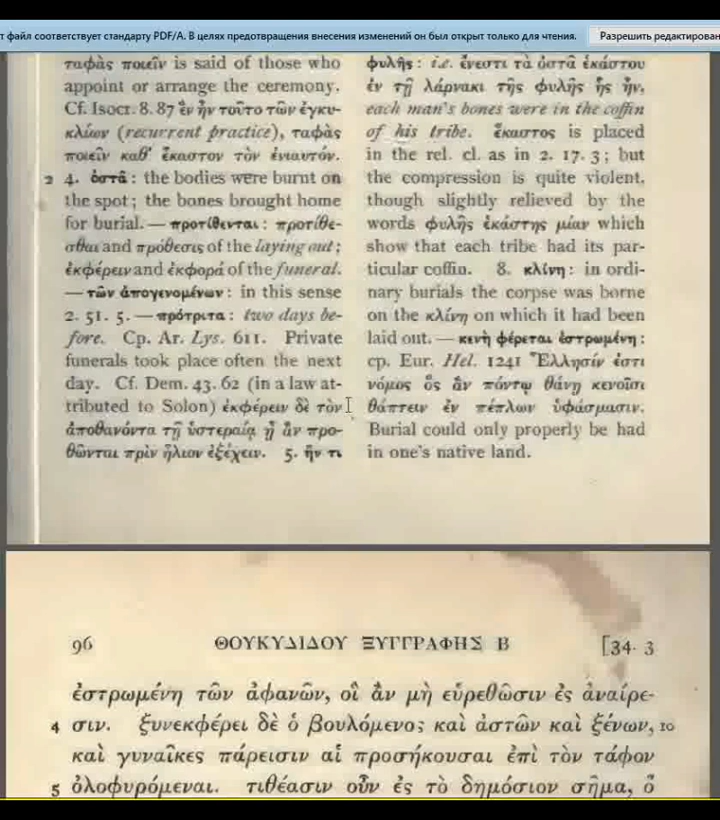 т файл соответствует стандарту PDF/A. В целях предотвращения внесения изменений он был открыт только для чтения.
Разрешить редактирован
ταφὰς ποιεῖν is said of those who
appoint or arrange the ceremony.
Cf. Isocr. 8. 87 ἓν ἦν τοῦτο τῶν ἐγκυ-
κλίων (recurrent practice), ταφὰς
ποιεῖν καθ' ἕκαστον τὸν ἐνιαυτόν.
2 4. ὀστᾶ: the bodies were burnt on
the spot; the bones brought home
for burial.—προτίθενται: προτίθε-
σθαι and πρόθεσις of the laying out;
ἐκφέρειν and ἐκφορά of the funeral.
—τῶν ἀπογενομένων: in this sense
2. 51. 5.—πρότριτα: two days be-
fore. Cp. Ar. Lys. 611. Private
funerals took place often the next
day. Cf. Dem. 43. 62 (in a law at-
tributed to Solon) ἐκφέρειν δὲ τὸν
ἀποθανόντα τῇ ὑστεραίᾳ ᾗ ἂν προ-
θῶνται πρὶν ἥλιον ἐξέχειν. 5. ἦν τι
φυλῆς: i.e. ἔνεστι τὰ ὀστᾶ ἑκάστου
ἐν τῇ λάρνακι τῆς φυλῆς ἧς ἦν,
each man's bones were in the coffin
of his tribe. ἕκαστος is placed
in the rel. cl. as in 2. 17. 3; but
the compression is quite violent,
though slightly relieved by the
words φυλῆς ἑκάστης μίαν which
show that each tribe had its par-
ticular coffin. 8. κλίνη: in ordi-
nary burials the corpse was borne
on the κλίνη on which it had been
laid out.—κενὴ φέρεται ἐστρωμένη:
cp. Eur. Hel. 1241 Ἕλλησίν ἐστι
νόμος ὃς ἂν πόντῳ θάνῃ κενοῖσι
θάπτειν ἐν πέπλων ὑφάσμασιν.
Burial could only properly be had
in one's native land.
96 ΘΟΥΚΥΔΙΔΟΥ ΞΥΓΓΡΑΦΗΣ Β [34. 3
ἐστρωμένη τῶν ἀφανῶν, οἳ ἂν μὴ εὑρεθῶσιν ἐς ἀναίρε-
4 σιν. ξυνεκφέρει δὲ ὁ βουλόμενος καὶ ἀστῶν καὶ ξένων, 10
καὶ γυναῖκες πάρεισιν αἱ προσήκουσαι ἐπὶ τὸν τάφον
5 ὀλοφυρόμεναι. τιθέασιν οὖν ἐς τὸ δημόσιον σῆμα, ὅ